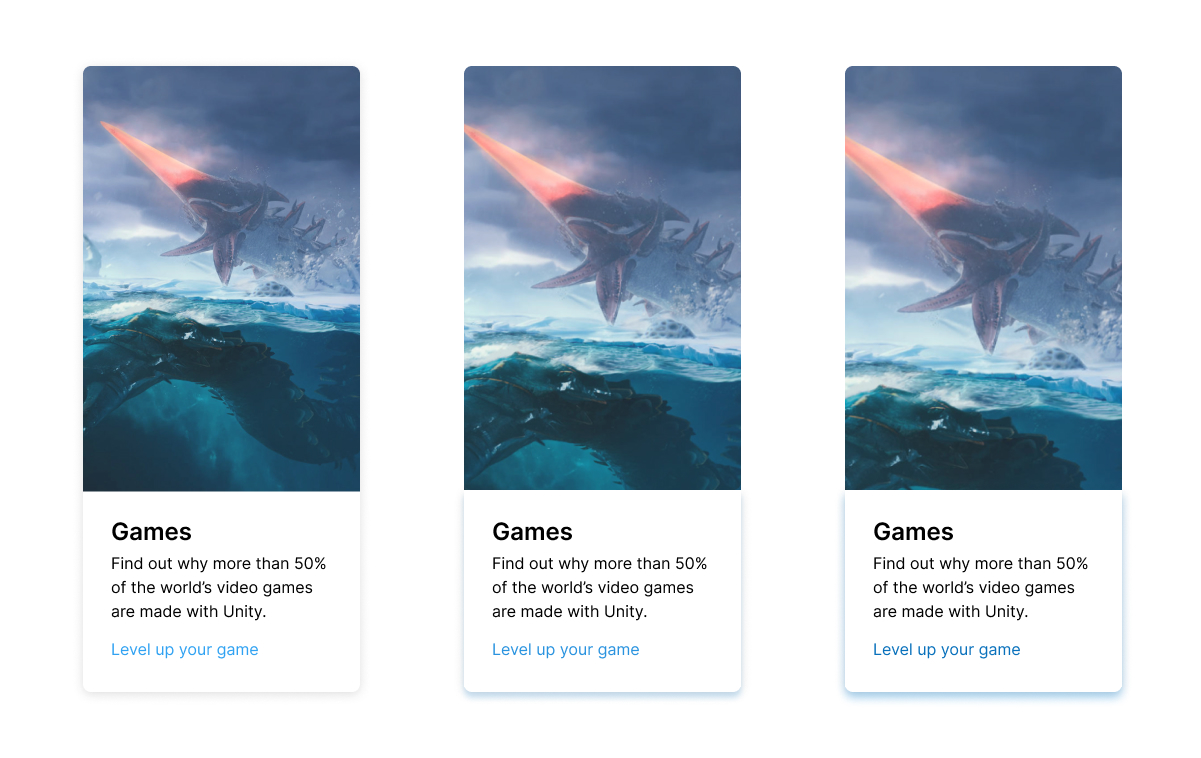 Games
Find out why more than 50%
of the world’s video games
are made with Unity.
Level up your game
Games
Find out why more than 50%
of the world’s video games
are made with Unity.
Level up your game
Games
Find out why more than 50%
of the world’s video games
are made with Unity.
Level up your game